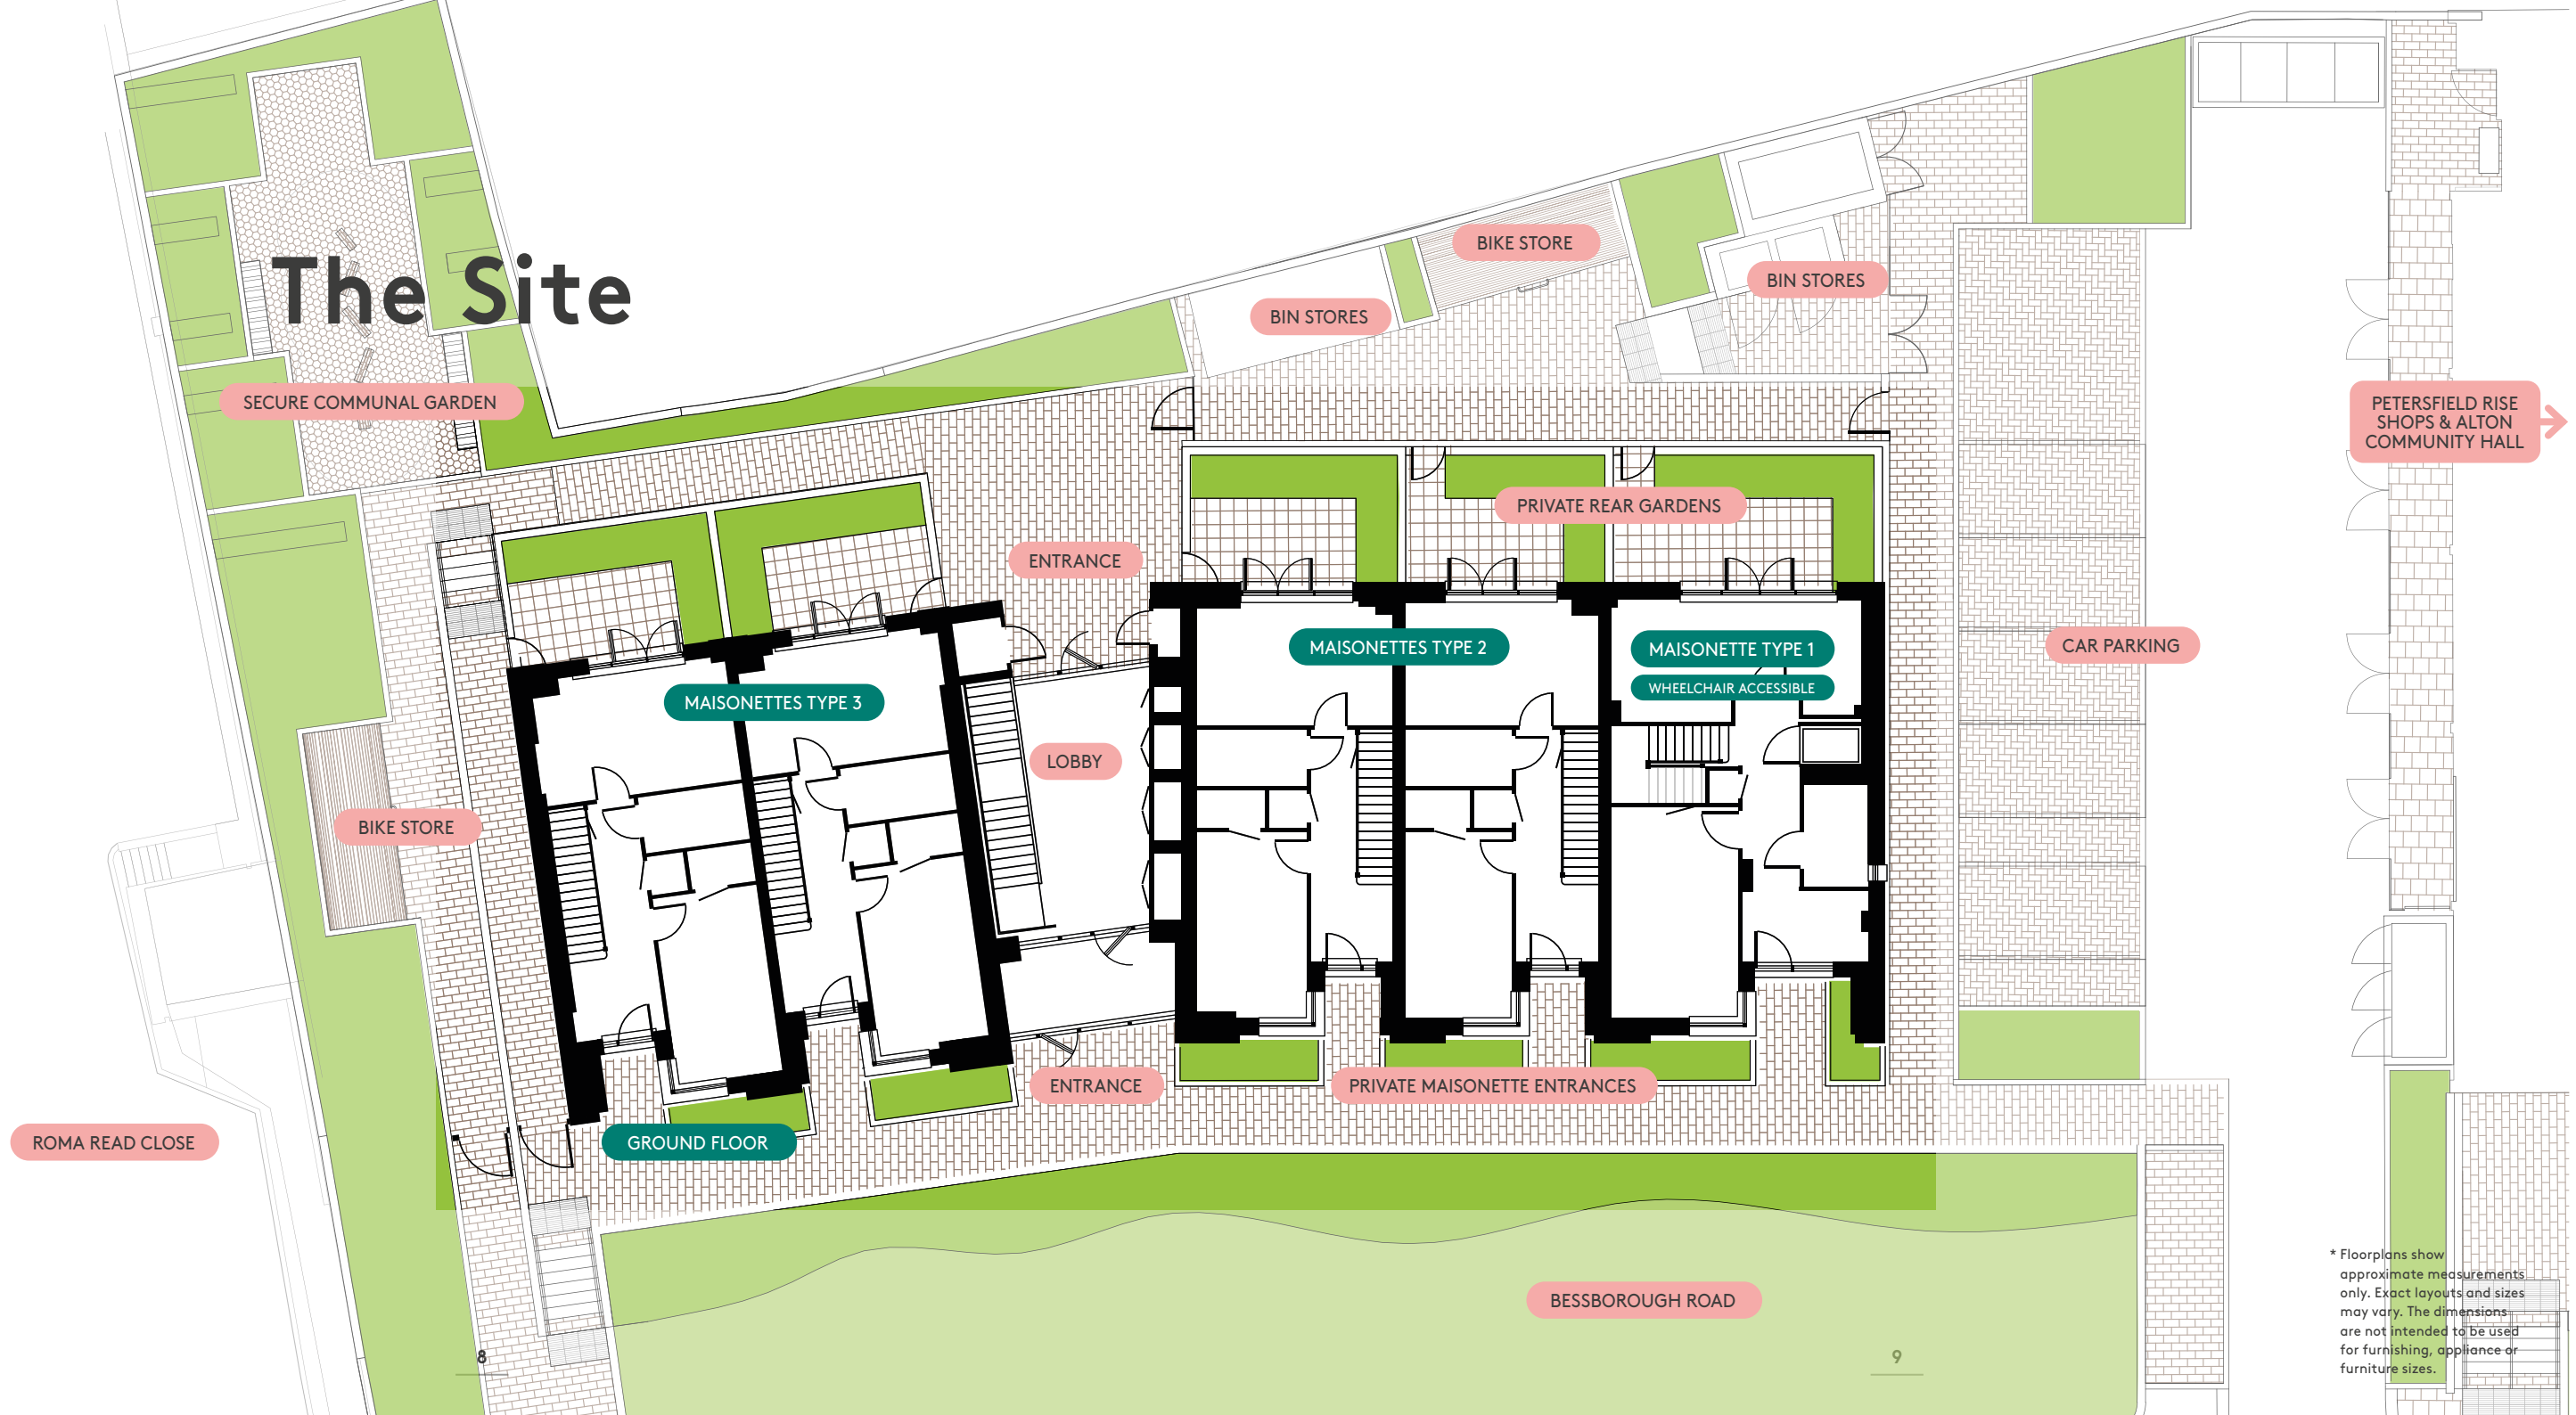 The Site
BIKE STORE
BIN STORES
BIN STORES
SECURE COMMUNAL GARDEN
PETERSFIELD RISE
SHOPS & ALTON
COMMUNITY HALL
PRIVATE REAR GARDENS
ENTRANCE
MAISONETTES TYPE 2
MAISONETTE TYPE 1
WHEELCHAIR ACCESSIBLE
CAR PARKING
MAISONETTES TYPE 3
LOBBY
BIKE STORE
ENTRANCE
PRIVATE MAISONETTE ENTRANCES
ROMA READ CLOSE
GROUND FLOOR
BESSBOROUGH ROAD
* Floorplans show
approximate measurements
only. Exact layouts and sizes
may vary. The dimensions
are not intended to be used
for furnishing, appliance or
furniture sizes.
8
9